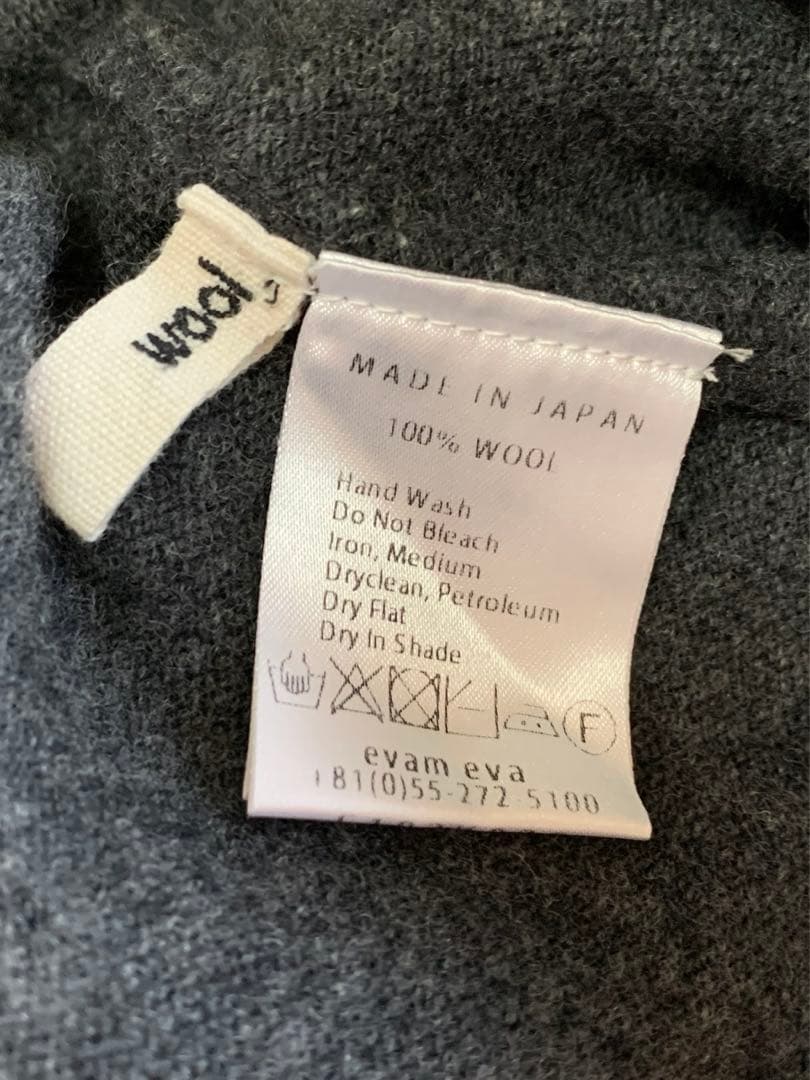 wool
MADE IN JAPAN
100% WOOL
Hand Wash
Do Not Bleach
Iron, Medium
Dryclean, Petroleum
Dry Flat
Dry In Shade
F
evam eva
+81(0)55-272-5100